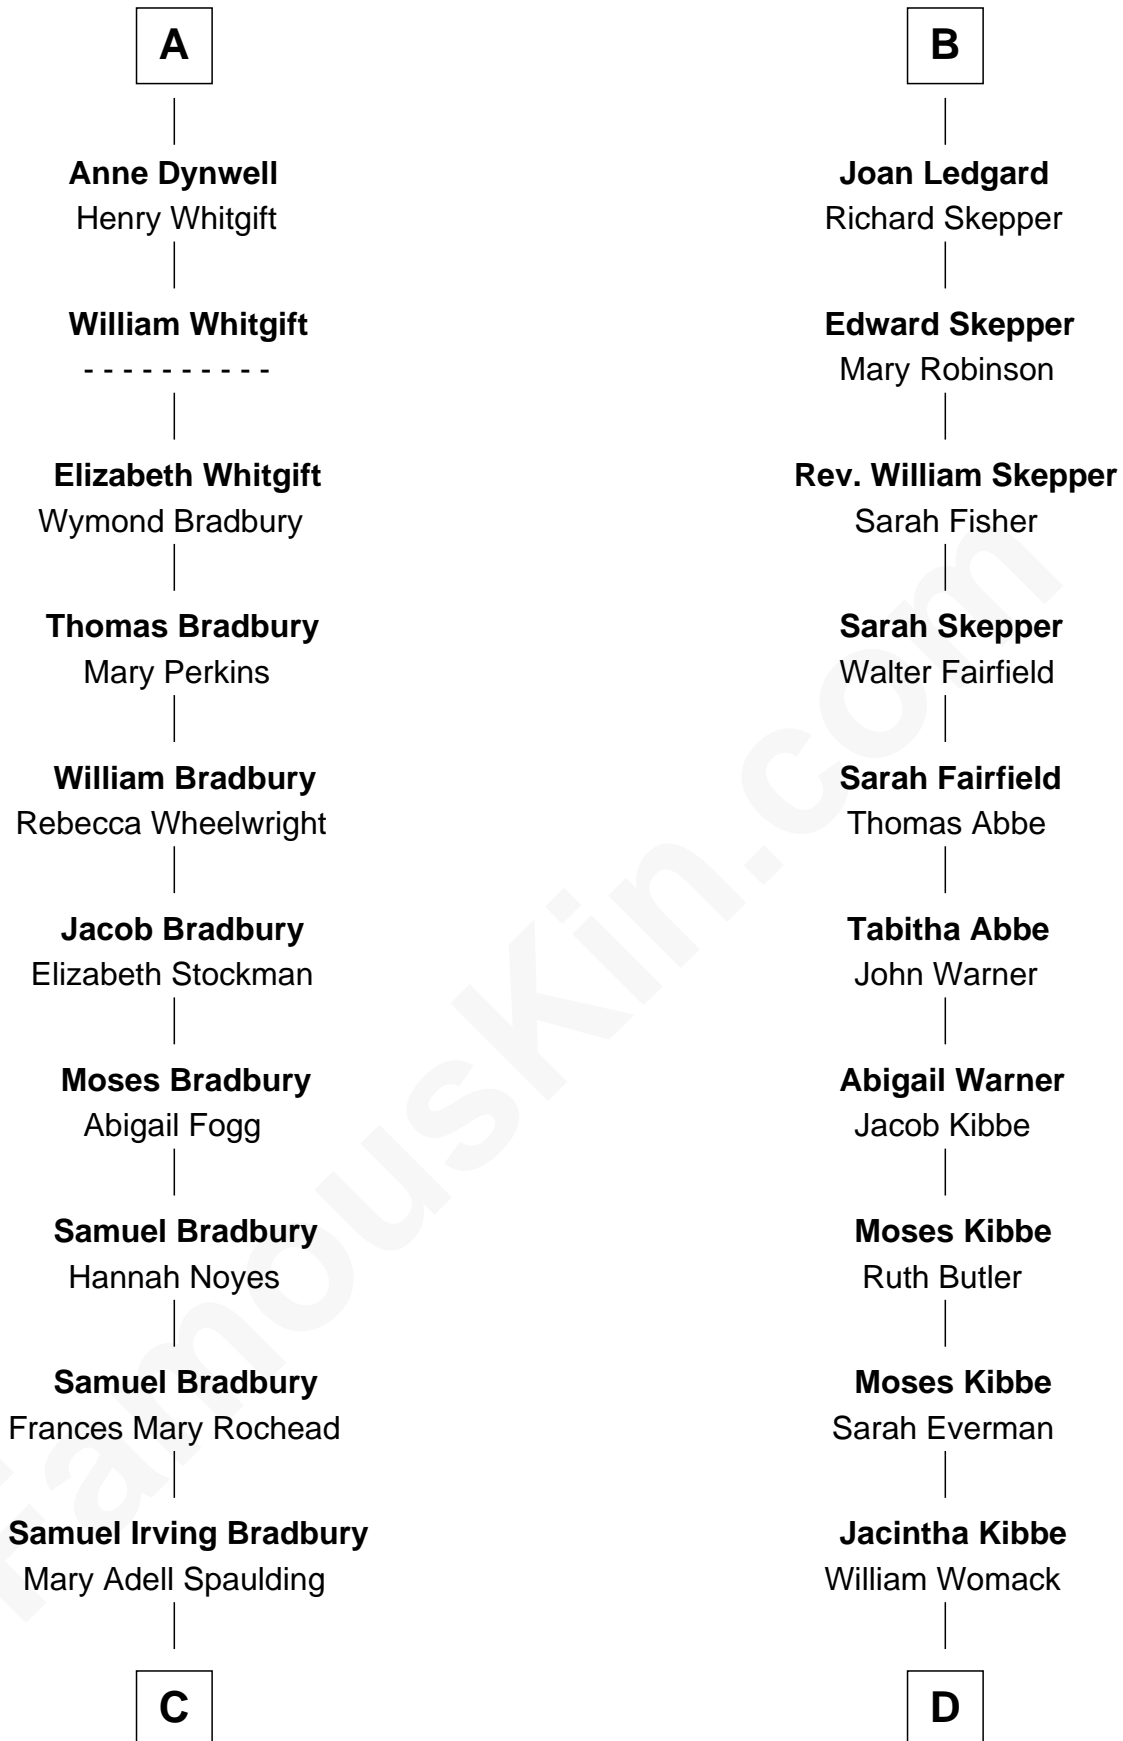 A
Anne Dynwell
Henry Whitgift
William Whitgift
- - - - - - - - - -
Elizabeth Whitgift
Wymond Bradbury
Thomas Bradbury
Mary Perkins
William Bradbury
Rebecca Wheelwright
Jacob Bradbury
Elizabeth Stockman
Moses Bradbury
Abigail Fogg
Samuel Bradbury
Hannah Noyes
Samuel Bradbury
Frances Mary Rochead
Samuel Irving Bradbury
Mary Adell Spaulding
C
B
Joan Ledgard
Richard Skepper
Edward Skepper
Mary Robinson
Rev. William Skepper
Sarah Fisher
Sarah Skepper
Walter Fairfield
Sarah Fairfield
Thomas Abbe
Tabitha Abbe
John Warner
Abigail Warner
Jacob Kibbe
Moses Kibbe
Ruth Butler
Moses Kibbe
Sarah Everman
Jacintha Kibbe
William Womack
D
FamousKin.com